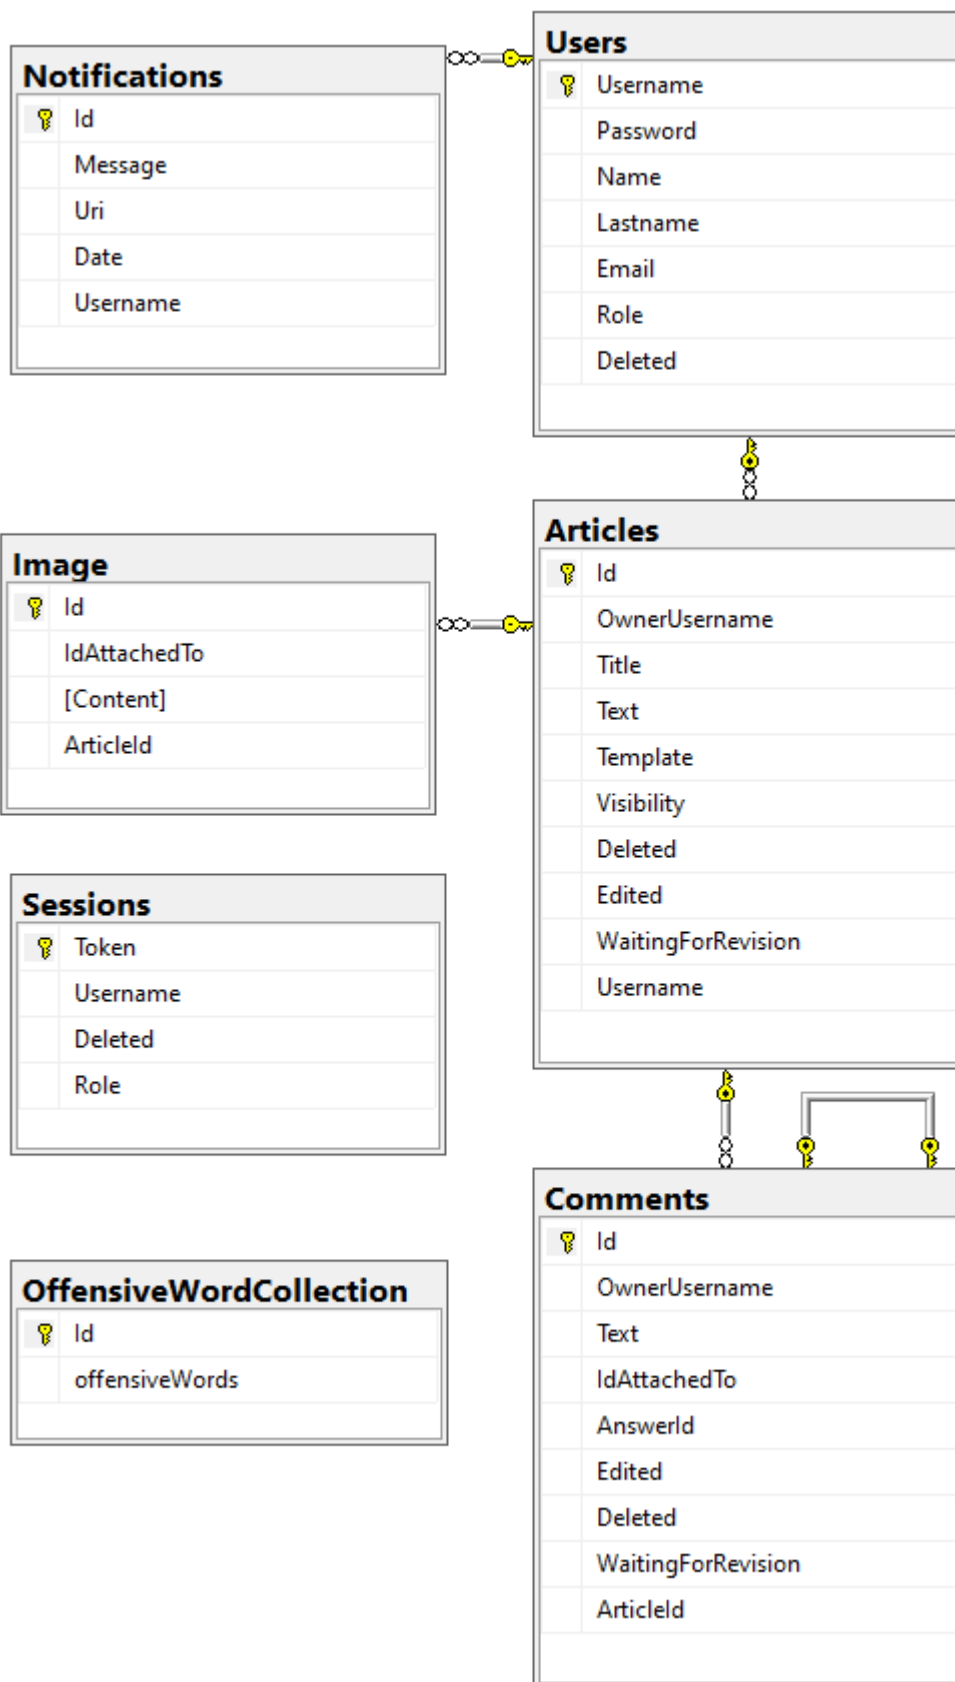 Notifications
Id
Message
Uri
Date
Username
Users
Username
Password
Name
Lastname
Email
Role
Deleted
Image
Id
IdAttachedTo
[Content]
ArticleId
Articles
Id
OwnerUsername
Title
Text
Template
Visibility
Deleted
Edited
WaitingForRevision
Username
Sessions
Token
Username
Deleted
Role
OffensiveWordCollection
Id
offensiveWords
Comments
Id
OwnerUsername
Text
IdAttachedTo
AnswerId
Edited
Deleted
WaitingForRevision
ArticleId